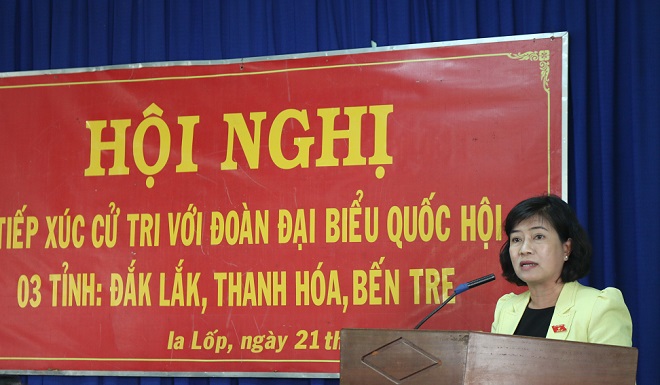 HỘI NGHỊ
TIẾP XÚC CỬ TRI VỚI ĐOÀN ĐẠI BIỂU QUỐC HỘI
03 TỈNH: ĐẮK LẮK, THANH HÓA, BẾN TRE
Ia Lốp, ngày 21